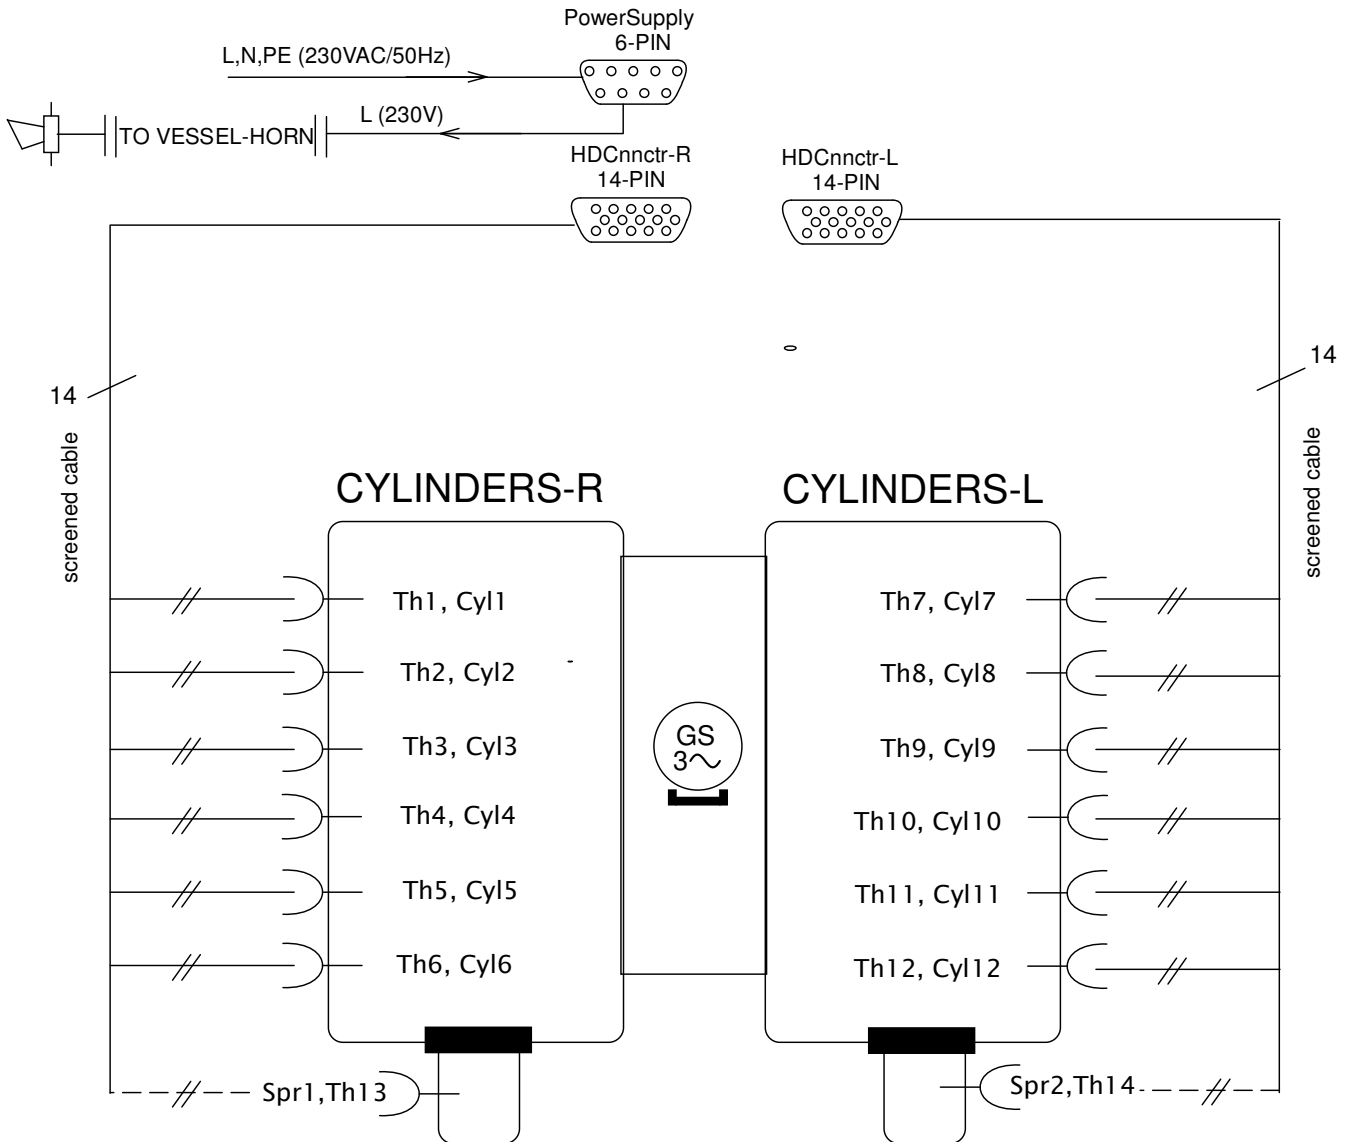 PowerSupply
6-PIN
L,N,PE (230VAC/50Hz)
L (230V)
TO VESSEL-HORN
HDCnnctr-R
14-PIN
HDCnnctr-L
14-PIN
14
screened cable
14
screened cable
CYLINDERS-R
CYLINDERS-L
Th1, Cyl1
Th2, Cyl2
Th3, Cyl3
Th4, Cyl4
Th5, Cyl5
Th6, Cyl6
GS
3~
Th7, Cyl7
Th8, Cyl8
Th9, Cyl9
Th10, Cyl10
Th11, Cyl11
Th12, Cyl12
Spr1,Th13
Spr2,Th14